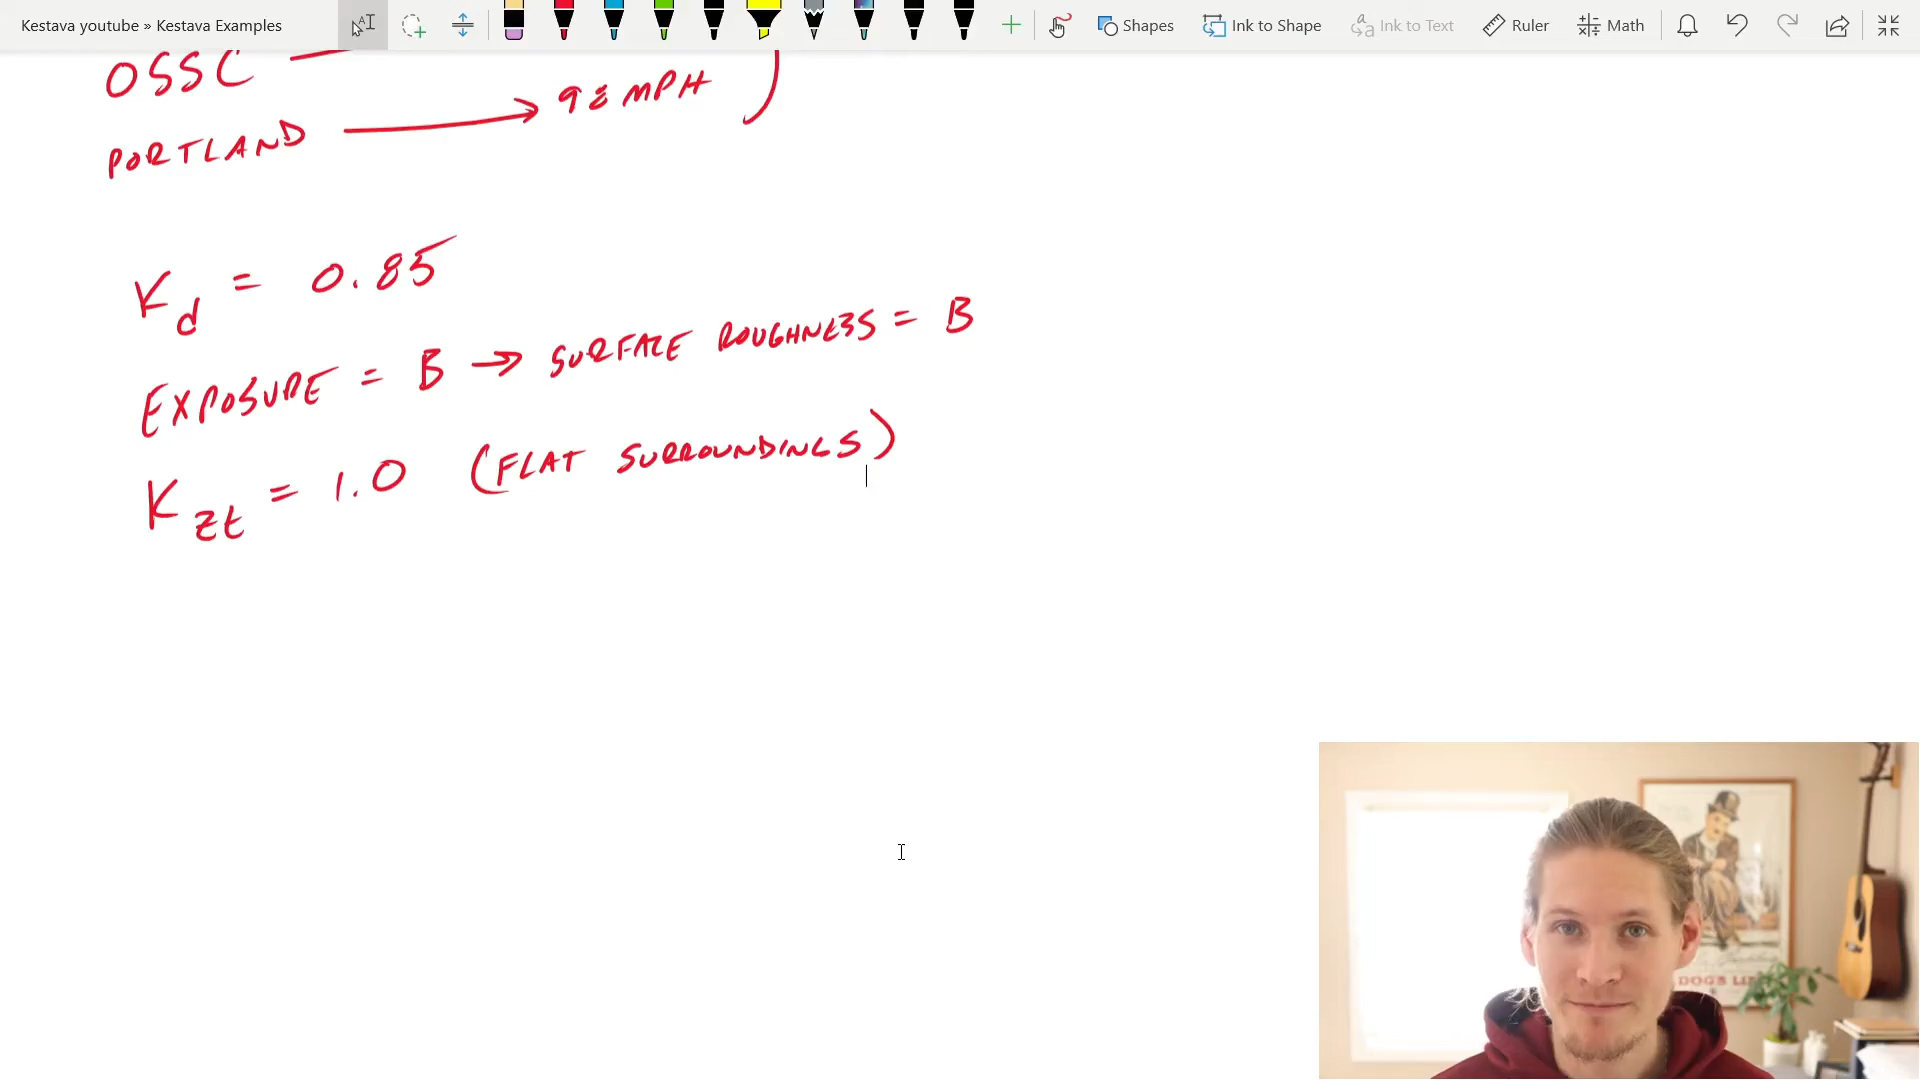 Kestava youtube » Kestava Examples
Shapes
Ink to Shape
Ink to Text
Ruler
Math
OSSC
PORTLAND → 98 MPH
Kd = 0.85
EXPOSURE = B → SURFACE ROUGHNESS = B
Kzt = 1.0 (FLAT SURROUNDINGS)